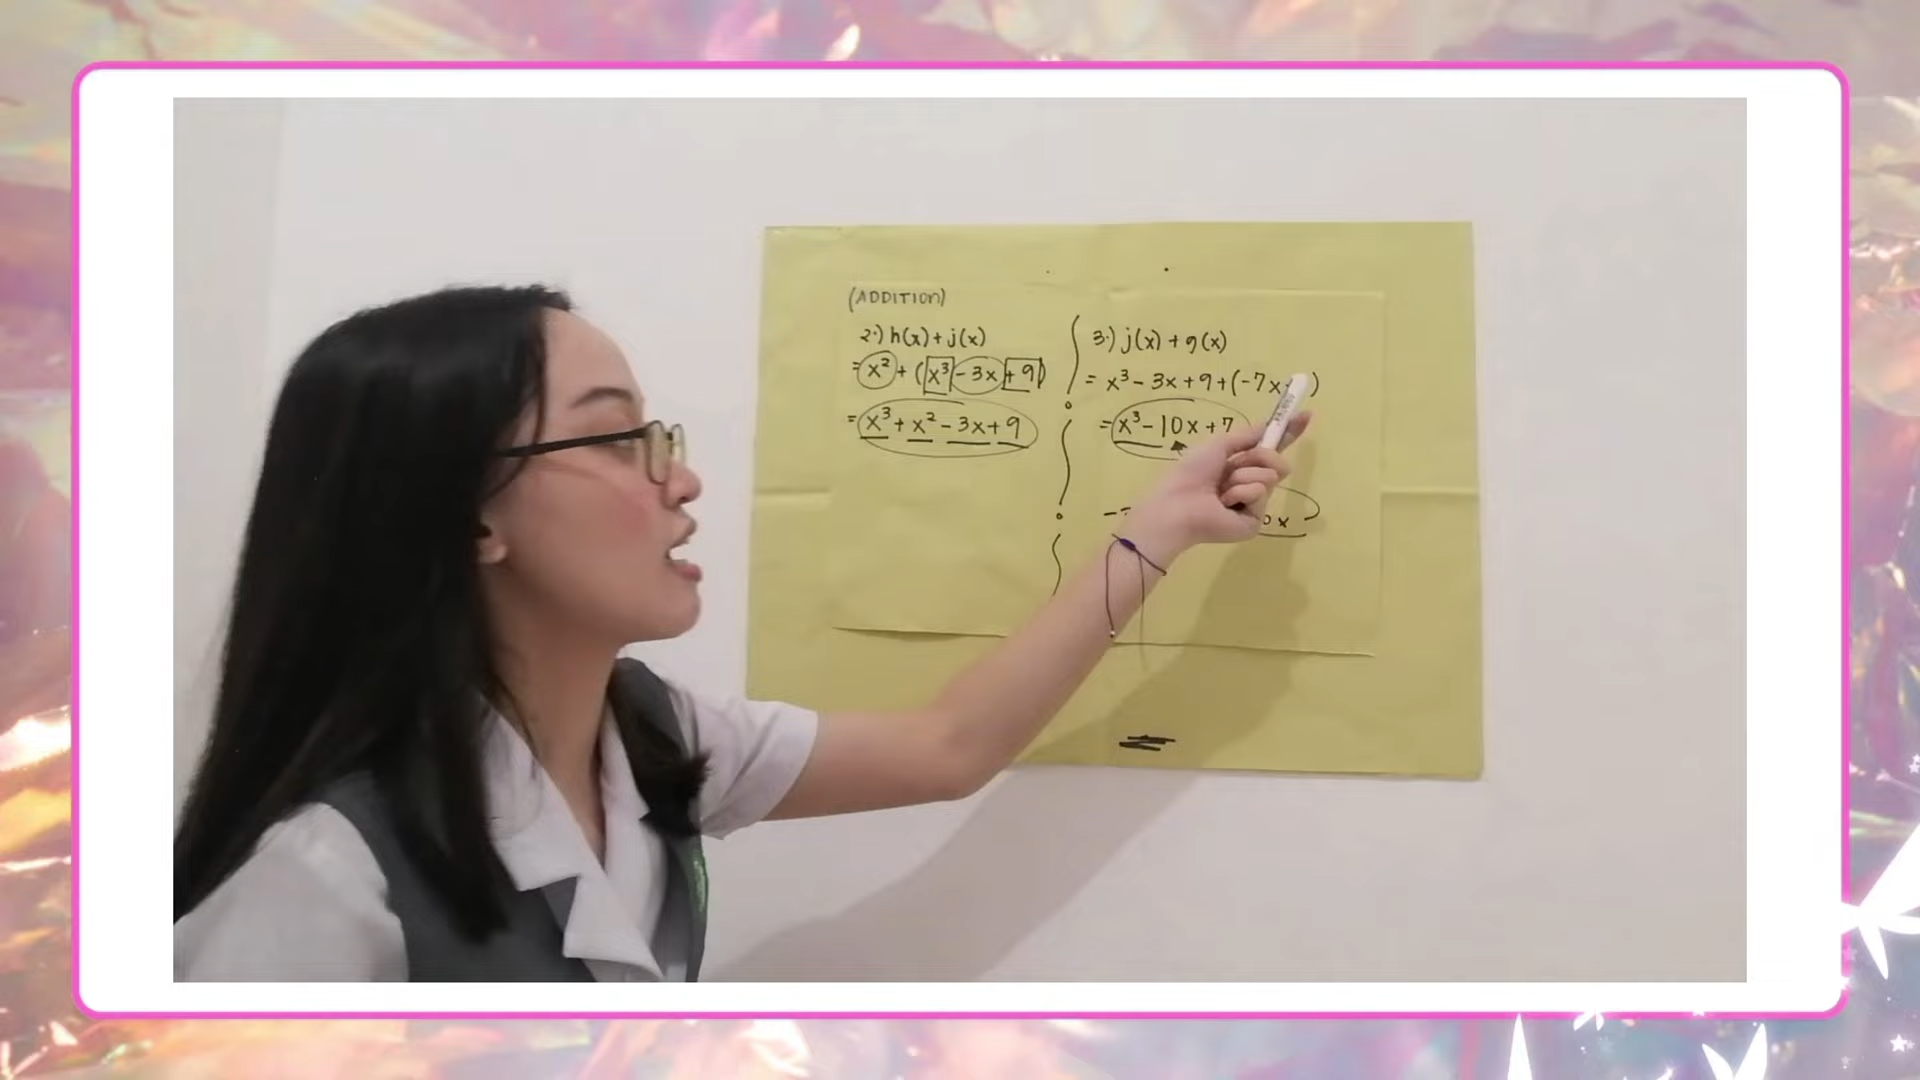 (ADDITION)
2.) h(x) + j(x)
= x² + (x³ - 3x + 9)
= x³ + x² - 3x + 9
3.) j(x) + g(x)
= x³ - 3x + 9 + (-7x )
= x³ - 10x + 7